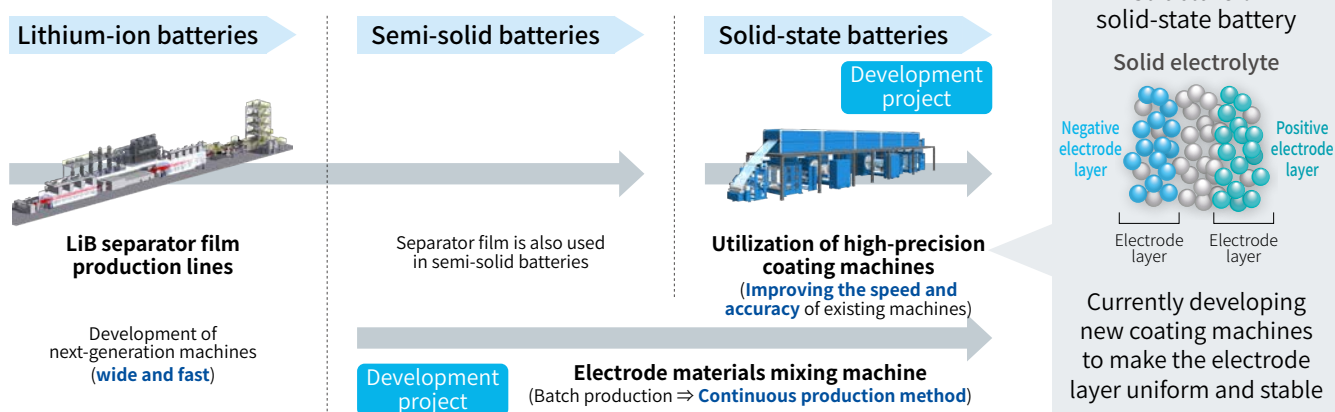 Lithium-ion batteries
Semi-solid batteries
Solid-state batteries
Development
project
LiB separator film
production lines
Development of
next-generation machines
(wide and fast)
Separator film is also used
in semi-solid batteries
Utilization of high-precision
coating machines
(Improving the speed and
accuracy of existing machines)
Development
project
Electrode materials mixing machine
(Batch production ⇒ Continuous production method)
solid-state battery
Solid electrolyte
Negative
electrode
layer
Positive
electrode
layer
Electrode
layer
Electrode
layer
Currently developing
new coating machines
to make the electrode
layer uniform and stable